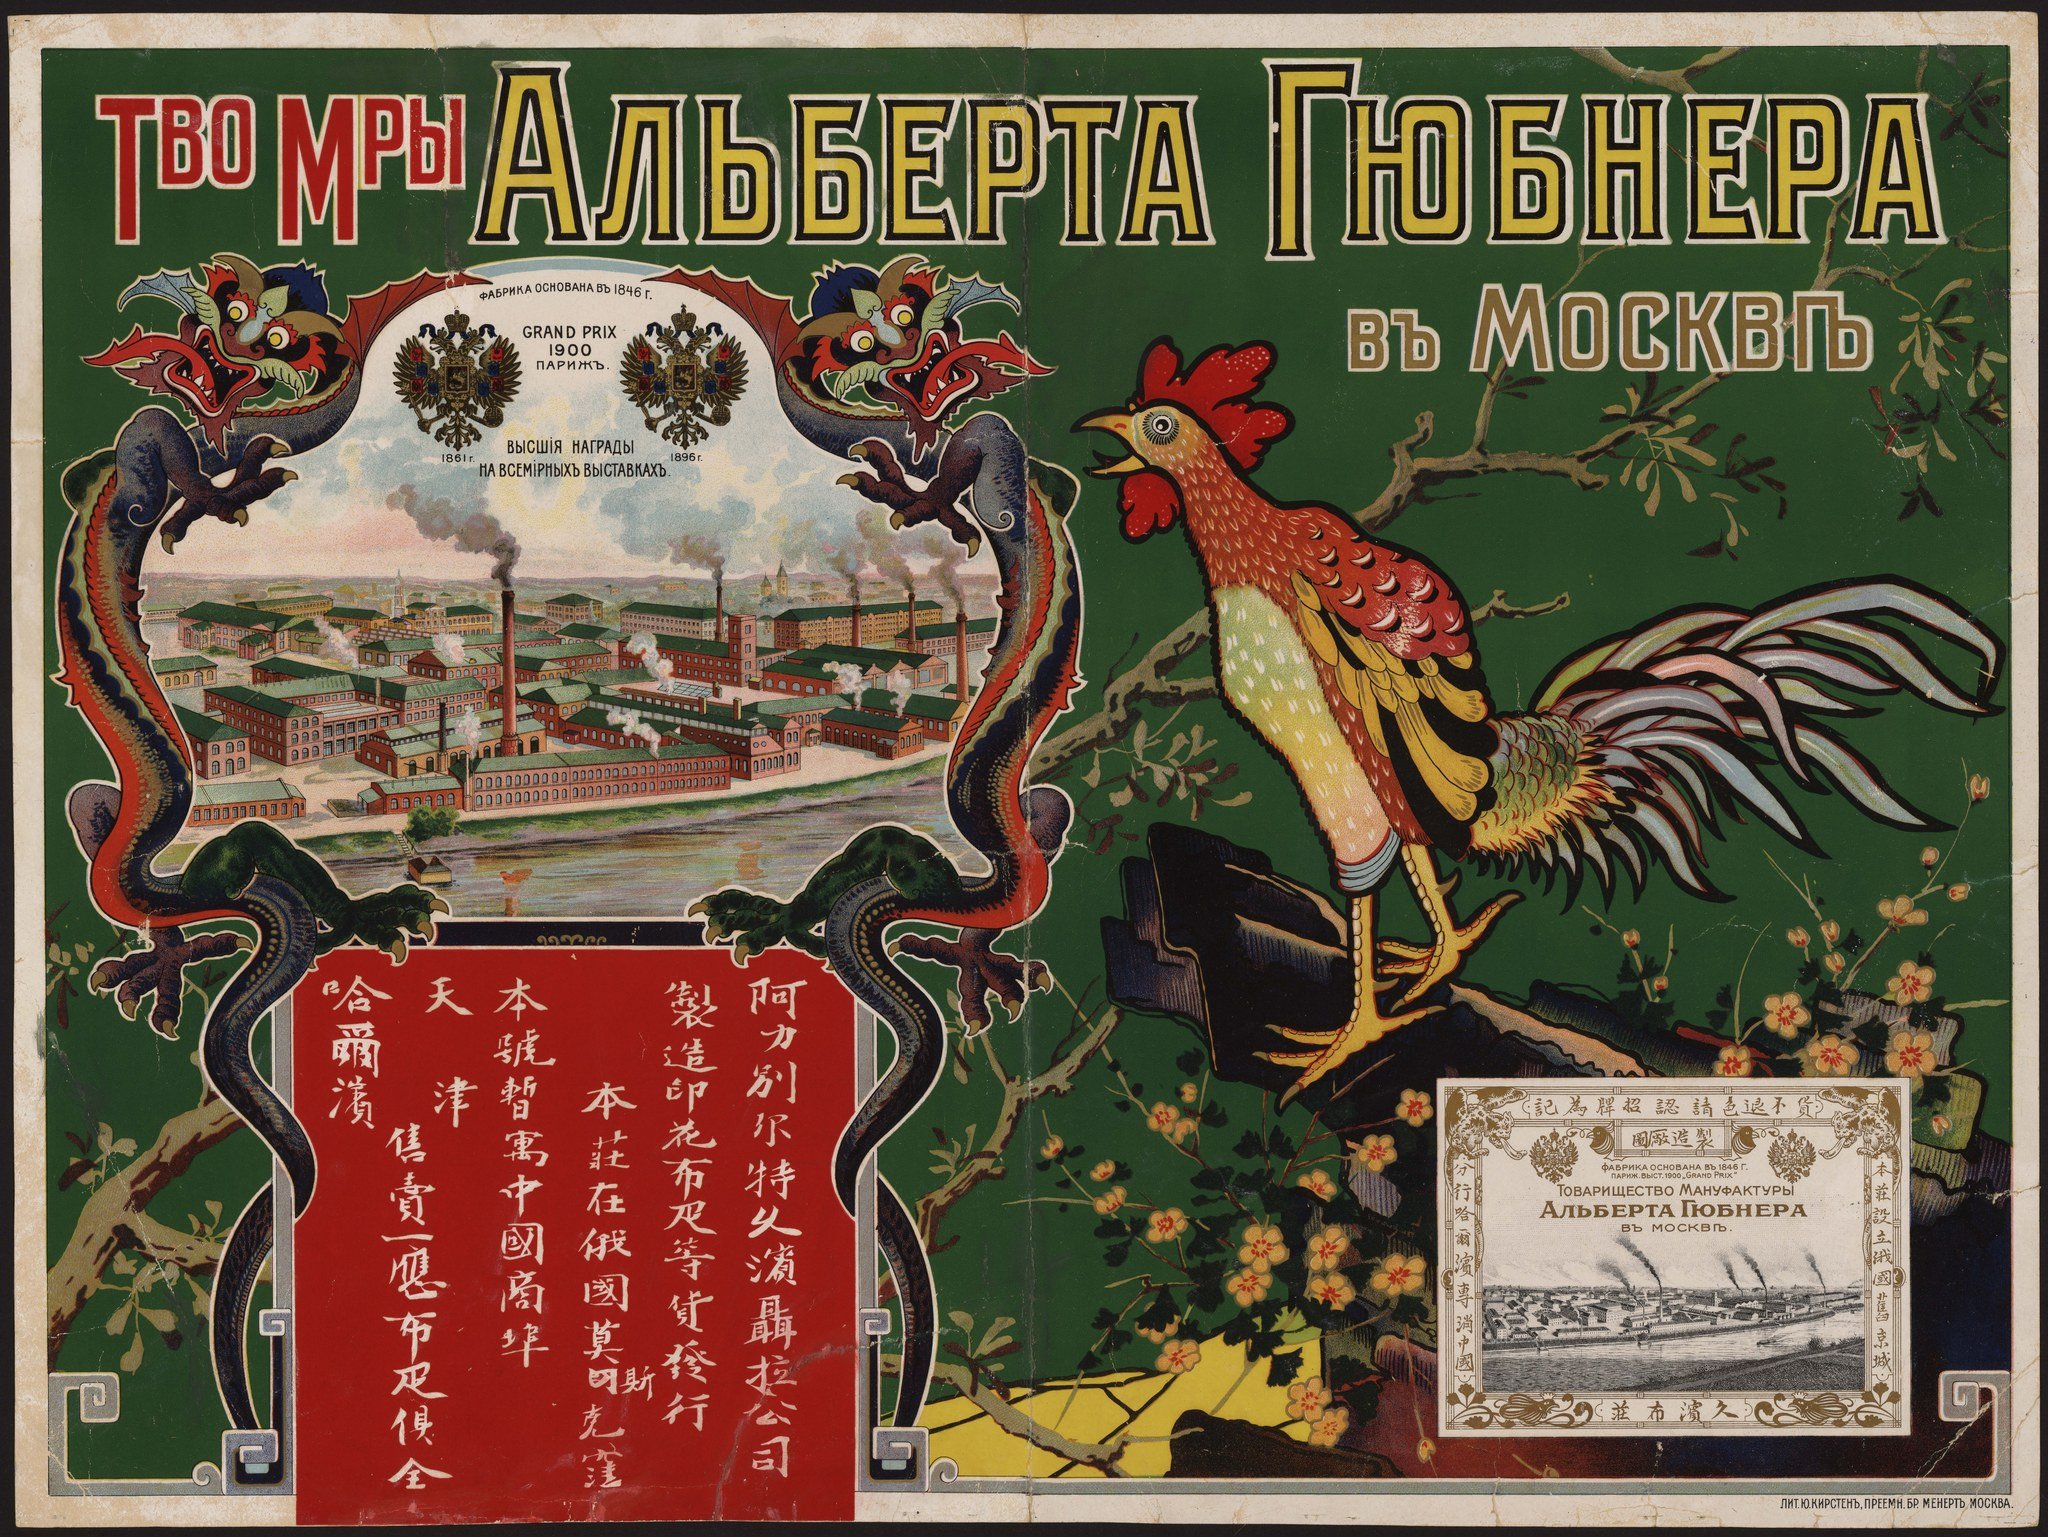 Тво Мры Альберта Гюбнера
въ Москвѣ
ФАБРИКА ОСНОВАНА ВЪ 1846 г.
GRAND PRIX
1900
ПАРИЖЪ.
1861 г.
1896 г.
ВЫСШІЯ НАГРАДЫ
НА ВСЕМІРНЫХЪ ВЫСТАВКАХЪ.
阿力別尔特久濱聶拉公司
製造印花布疋等貨發行
本莊在俄國莫斯克窪
本號暫寓中國商埠
天津
哈爾濱
售賣一應布疋俱全
貨不退色請認招牌為記
製造廠圖
ФАБРИКА ОСНОВАНА ВЪ 1846 Г.
ПАРИЖ. ВЫСТ. 1900 „GRAND PRIX"
ТОВАРИЩЕСТВО МАНУФАКТУРЫ
АЛЬБЕРТА ГЮБНЕРА
ВЪ МОСКВѢ.
本莊設立俄國舊京城
分行哈爾濱專消中國
久濱布莊
ЛИТ. Ю. КИРСТЕНЪ, ПРЕЕМН. БР. МЕНЕРТЪ, МОСКВА.